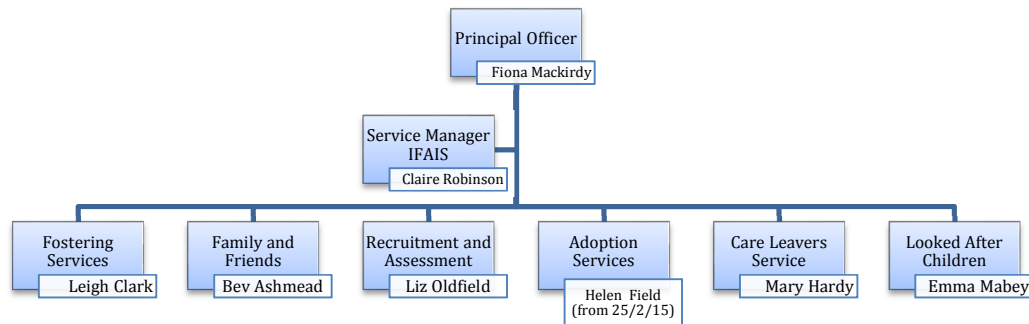 Principal Officer
Fiona Mackirdy
Service Manager
IFAIS
Claire Robinson
Fostering
Services
Leigh Clark
Family and
Friends
Bev Ashmead
Recruitment and
Assessment
Liz Oldfield
Adoption
Services
Helen Field
(from 25/2/15)
Care Leavers
Service
Mary Hardy
Looked After
Children
Emma Mabey